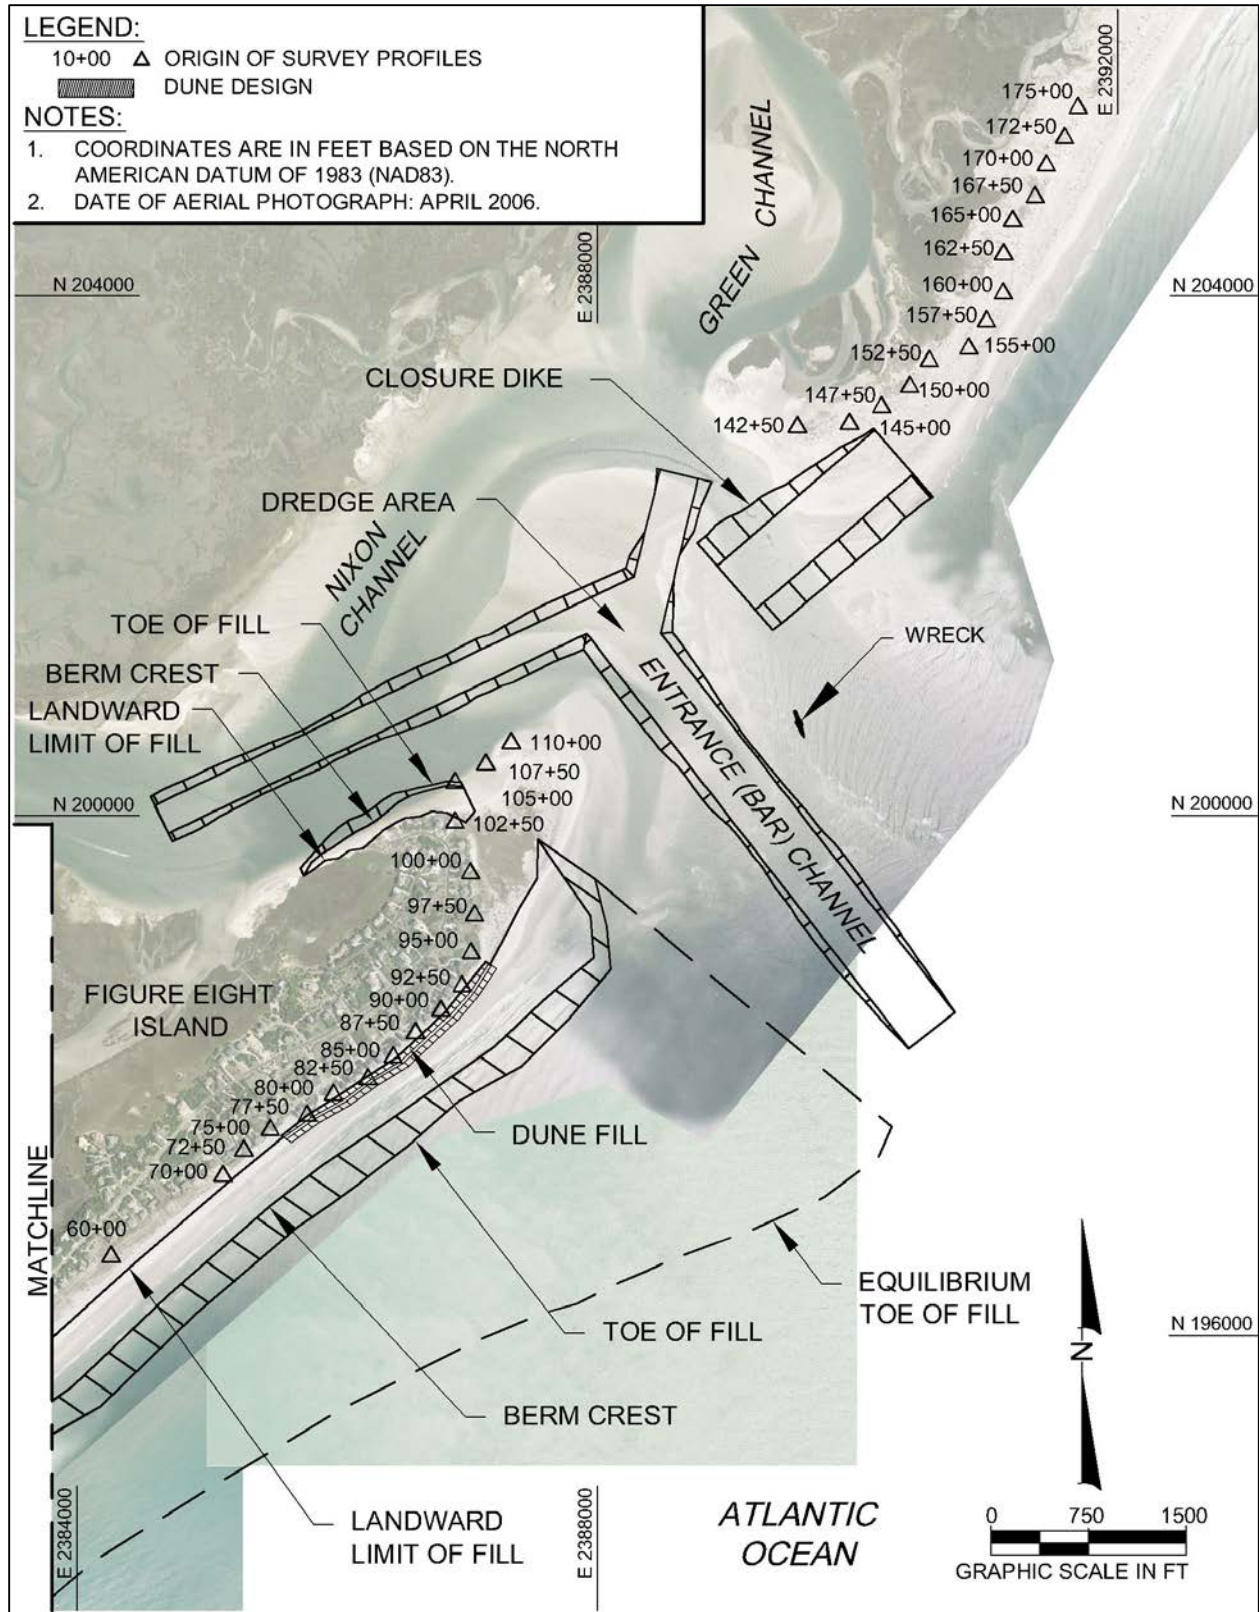 LEGEND:
10+00 △ ORIGIN OF SURVEY PROFILES
DUNE DESIGN
NOTES:
1. COORDINATES ARE IN FEET BASED ON THE NORTH
AMERICAN DATUM OF 1983 (NAD83).
2. DATE OF AERIAL PHOTOGRAPH: APRIL 2006.
E 2392000
E 2388000
N 204000
N 204000
GREEN CHANNEL
175+00
172+50
170+00
167+50
165+00
162+50
160+00
157+50
155+00
152+50
150+00
147+50
145+00
142+50
CLOSURE DIKE
DREDGE AREA
NIXON
CHANNEL
TOE OF FILL
BERM CREST
LANDWARD
LIMIT OF FILL
WRECK
ENTRANCE (BAR) CHANNEL
N 200000
N 200000
110+00
107+50
105+00
102+50
100+00
97+50
95+00
92+50
90+00
87+50
85+00
82+50
80+00
77+50
75+00
72+50
70+00
60+00
FIGURE EIGHT
ISLAND
MATCHLINE
DUNE FILL
EQUILIBRIUM
TOE OF FILL
TOE OF FILL
BERM CREST
LANDWARD
LIMIT OF FILL
N 196000
N
E 2384000
E 2388000
ATLANTIC
OCEAN
0 750 1500
GRAPHIC SCALE IN FT